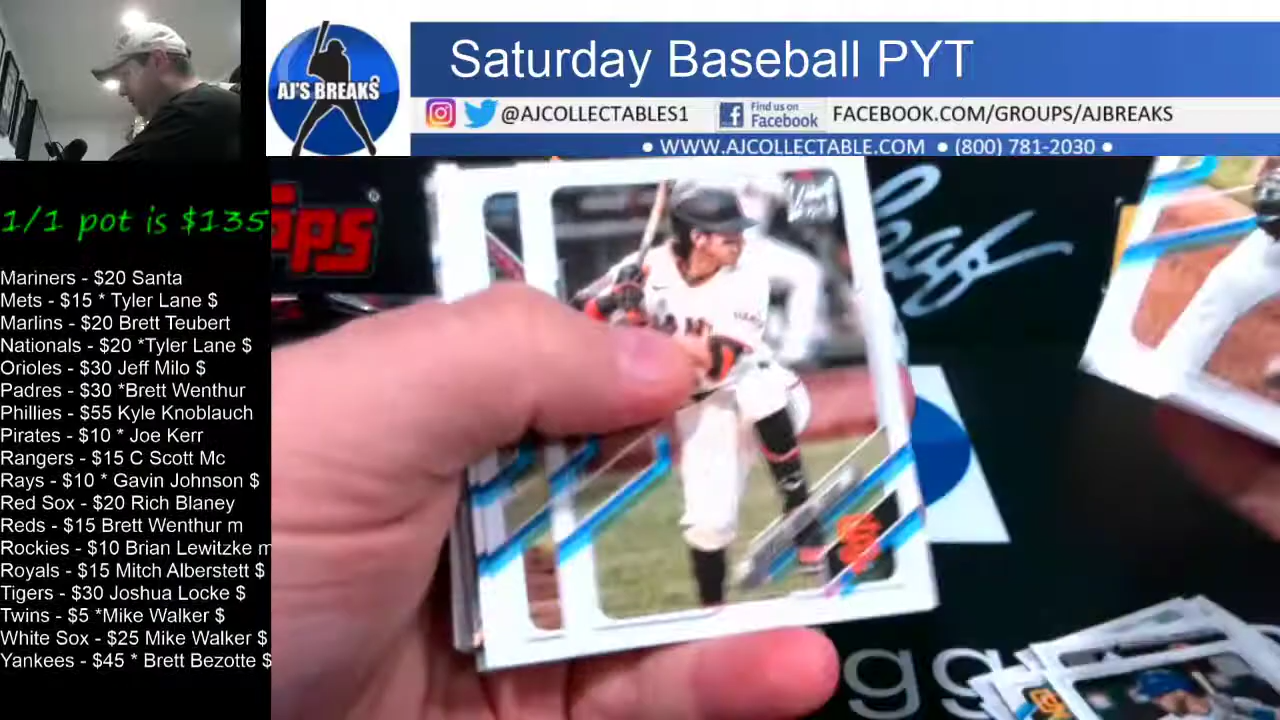 Saturday Baseball PYT
AJ'S BREAKS
@AJCOLLECTABLES1 Find us on Facebook FACEBOOK.COM/GROUPS/AJBREAKS
• WWW.AJCOLLECTABLE.COM • (800) 781-2030 •
1/1 pot is $135
Mariners - $20 Santa
Mets - $15 * Tyler Lane $
Marlins - $20 Brett Teubert
Nationals - $20 *Tyler Lane $
Orioles - $30 Jeff Milo $
Padres - $30 *Brett Wenthur
Phillies - $55 Kyle Knoblauch
Pirates - $10 * Joe Kerr
Rangers - $15 C Scott Mc
Rays - $10 * Gavin Johnson $
Red Sox - $20 Rich Blaney
Reds - $15 Brett Wenthur m
Rockies - $10 Brian Lewitzke m
Royals - $15 Mitch Alberstett $
Tigers - $30 Joshua Locke $
Twins - $5 *Mike Walker $
White Sox - $25 Mike Walker $
Yankees - $45 * Brett Bezotte $
pps
Leaf